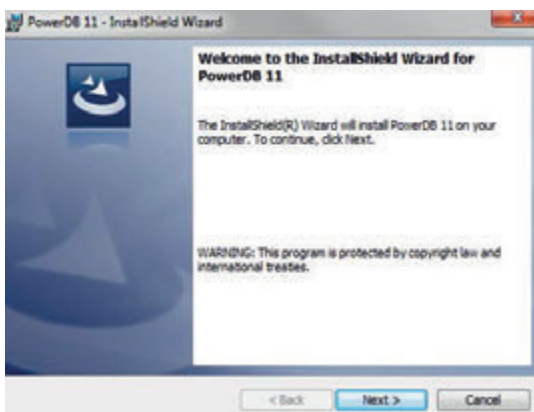 PowerDB 11 - InstallShield Wizard
Welcome to the InstallShield Wizard for
PowerDB 11
The InstallShield(R) Wizard will install PowerDB 11 on your
computer. To continue, click Next.
WARNING: This program is protected by copyright law and
international treaties.
< Back Next > Cancel